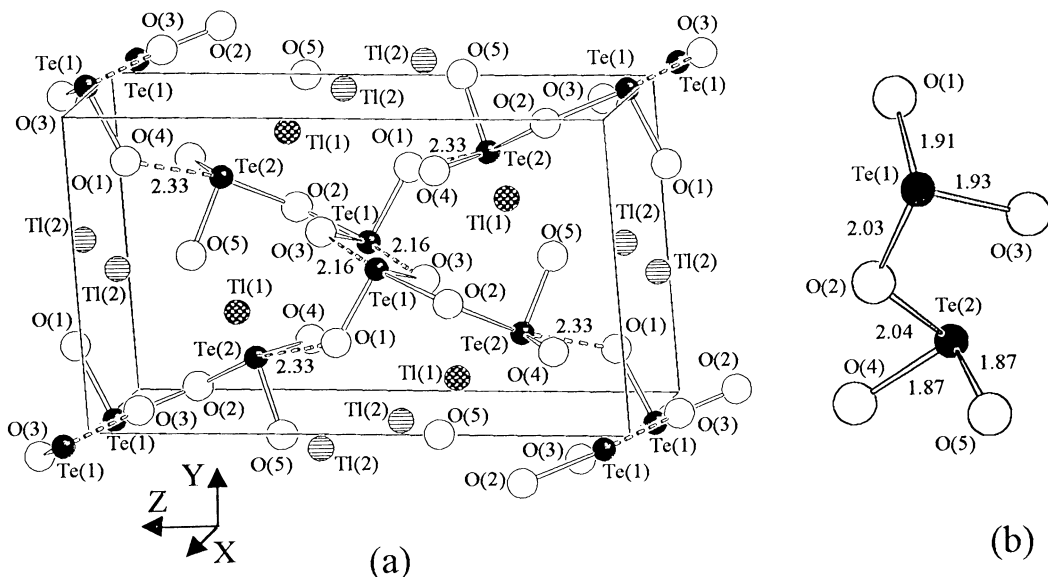 O(3)
O(2)
Te(1)
Te(1)
O(3)
O(5)
Tl(2)
Tl(2)
O(5)
O(2)
O(3)
O(3)
Te(1)
Te(1)
O(4)
O(1)
2.33
Te(2)
Tl(1)
O(1)
2.33
O(4)
Te(2)
O(1)
Tl(2)
Tl(2)
O(5)
O(2)
Te(1)
O(3)
2.16
2.16
O(3)
Te(1)
Tl(1)
O(5)
Tl(2)
Tl(2)
Tl(1)
O(2)
O(1)
O(4)
Te(2)
2.33
O(1)
Te(2)
2.33
O(1)
O(4)
Tl(1)
O(2)
O(3)
Te(1)
Te(1)
O(3)
O(2)
O(5)
Tl(2)
Tl(2)
O(5)
O(2)
O(3)
Te(1)
Te(1)
O(3)
Y
Z
X
(a)
O(1)
1.91
Te(1)
1.93
2.03
O(3)
O(2)
Te(2)
2.04
O(4)
1.87
1.87
O(5)
(b)